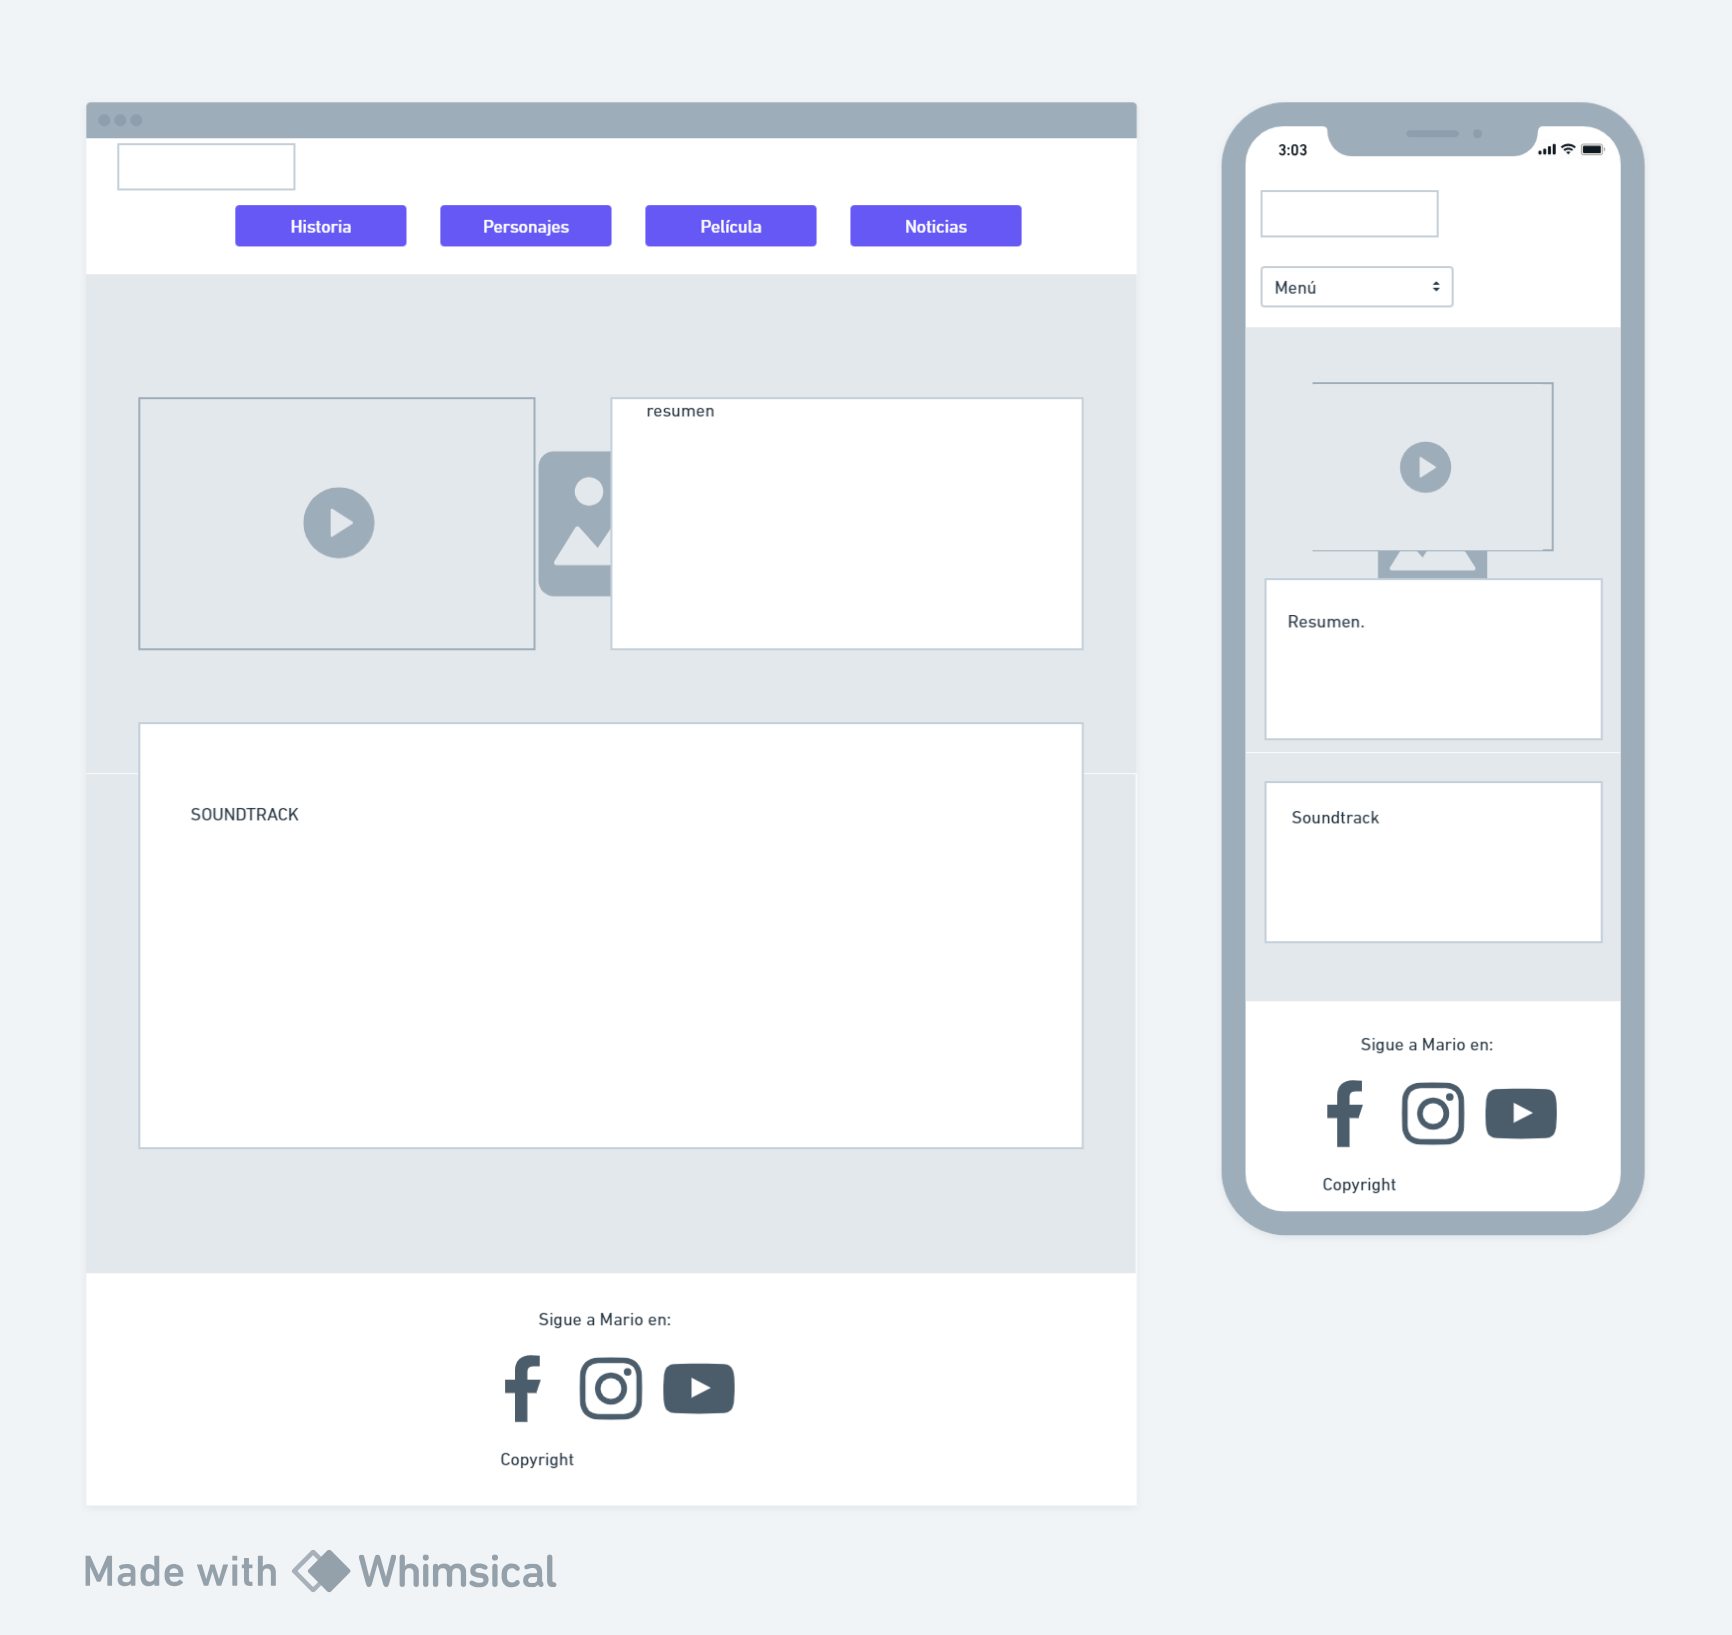 Historia
Personajes
Película
Noticias
resumen
SOUNDTRACK
Sigue a Mario en:
Copyright
3:03
Menú
Resumen.
Soundtrack
Sigue a Mario en:
Copyright
Made with Whimsical